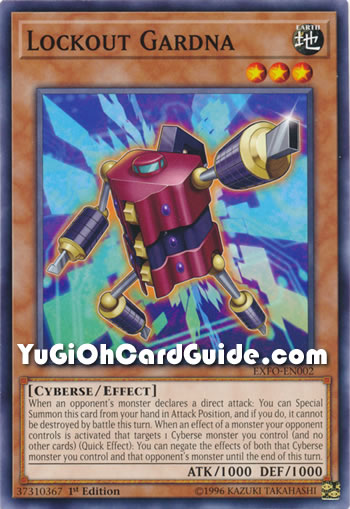 LOCKOUT GARDNA
EARTH
地
YuGiOhCardGuide.com
EXFO-EN002
[CYBERSE/EFFECT]
When an opponent's monster declares a direct attack: You can Special
Summon this card from your hand in Attack Position, and if you do, it cannot
be destroyed by battle this turn. When an effect of a monster your opponent
controls is activated that targets 1 Cyberse monster you control (and no
other cards) (Quick Effect): You can negate the effects of both that Cyberse
monster you control and that opponent's monster until the end of this turn.
ATK/1000 DEF/1000
37310367 1st Edition ©1996 KAZUKI TAKAHASHI